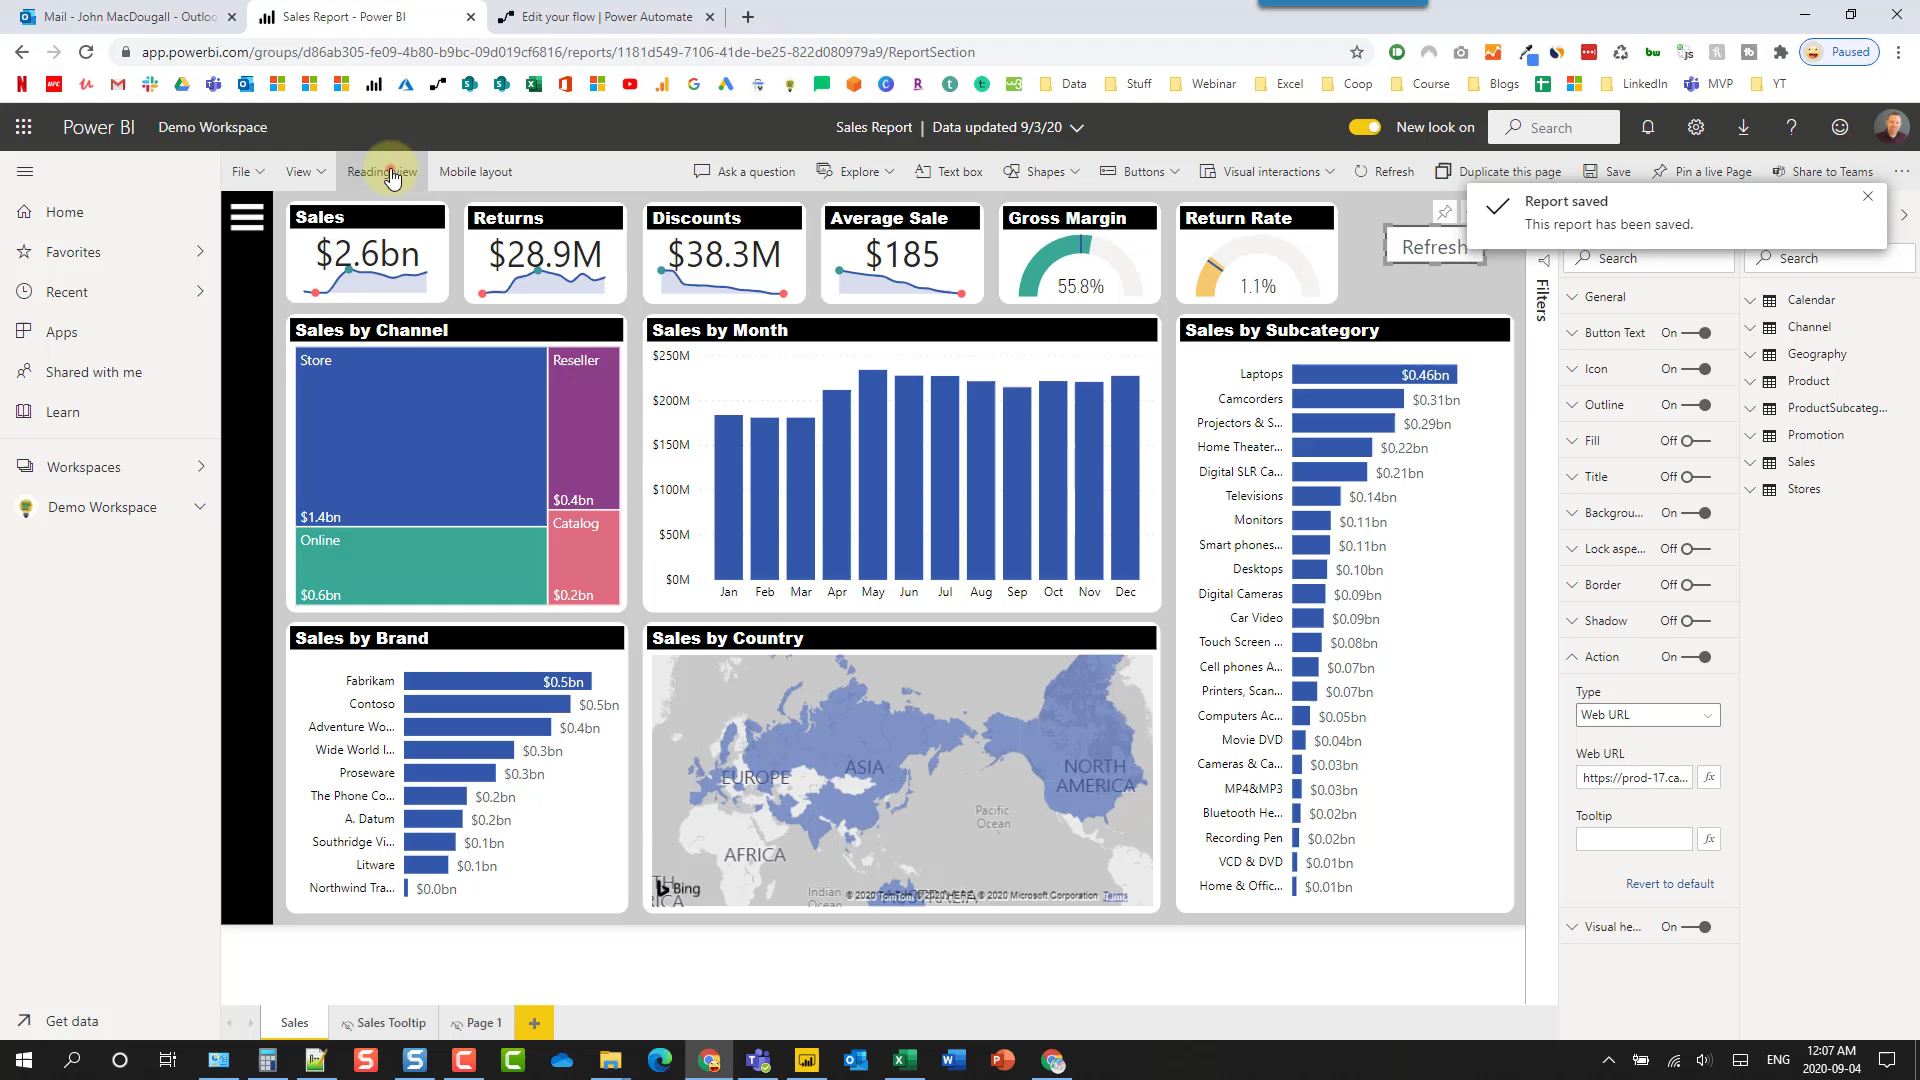 Mail - John MacDougall - Outlo
Sales Report - Power BI
Edit your flow | Power Automate
app.powerbi.com/groups/d86ab305-fe09-4b80-b9bc-09d019cf6816/reports/1181d549-7106-41de-be25-822d080979a9/ReportSection
Paused
Data
Stuff
Webinar
Excel
Coop
Course
Blogs
LinkedIn
MVP
YT
Power BI
Demo Workspace
Sales Report | Data updated 9/3/20
New look on
Search
File
View
Reading view
Mobile layout
Ask a question
Explore
Text box
Shapes
Buttons
Visual interactions
Refresh
Duplicate this page
Save
Pin a live Page
Share to Teams
Report saved
This report has been saved.
Home
Favorites
Recent
Apps
Shared with me
Learn
Workspaces
Demo Workspace
Get data
Sales
$2.6bn
Returns
$28.9M
Discounts
$38.3M
Average Sale
$185
Gross Margin
55.8%
Return Rate
1.1%
Refresh
Sales by Channel
Store
$1.4bn
Reseller
$0.4bn
Online
$0.6bn
Catalog
$0.2bn
Sales by Month
$250M
$200M
$150M
$100M
$50M
$0M
Jan Feb Mar Apr May Jun Jul Aug Sep Oct Nov Dec
Sales by Subcategory
Laptops $0.46bn
Camcorders $0.31bn
Projectors & S... $0.29bn
Home Theater... $0.22bn
Digital SLR Ca... $0.21bn
Televisions $0.14bn
Monitors $0.11bn
Smart phones... $0.11bn
Desktops $0.10bn
Digital Cameras $0.09bn
Car Video $0.09bn
Touch Screen ... $0.08bn
Cell phones A... $0.07bn
Printers, Scan... $0.07bn
Computers Ac... $0.05bn
Movie DVD $0.04bn
Cameras & Ca... $0.03bn
MP4&MP3 $0.03bn
Bluetooth He... $0.02bn
Recording Pen $0.02bn
VCD & DVD $0.01bn
Home & Offic... $0.01bn
Sales by Brand
Fabrikam $0.5bn
Contoso $0.5bn
Adventure Wo... $0.4bn
Wide World I... $0.3bn
Proseware $0.3bn
The Phone Co... $0.2bn
A. Datum $0.2bn
Southridge Vi... $0.1bn
Litware $0.1bn
Northwind Tra... $0.0bn
Sales by Country
EUROPE
ASIA
NORTH
AMERICA
Pacific
Ocean
AFRICA
Bing
Indian
Ocean
AUSTRALIA
© 2020 TomTom © 2020 HERE, © 2020 Microsoft Corporation Terms
Filters
Search
General
Button Text On
Icon On
Outline On
Fill Off
Title Off
Backgrou... On
Lock aspe... Off
Border Off
Shadow Off
Action On
Type
Web URL
Web URL
https://prod-17.ca... fx
Tooltip
fx
Revert to default
Visual he... On
Search
Calendar
Channel
Geography
Product
ProductSubcateg...
Promotion
Sales
Stores
Sales
Sales Tooltip
Page 1
ENG
12:07 AM
2020-09-04